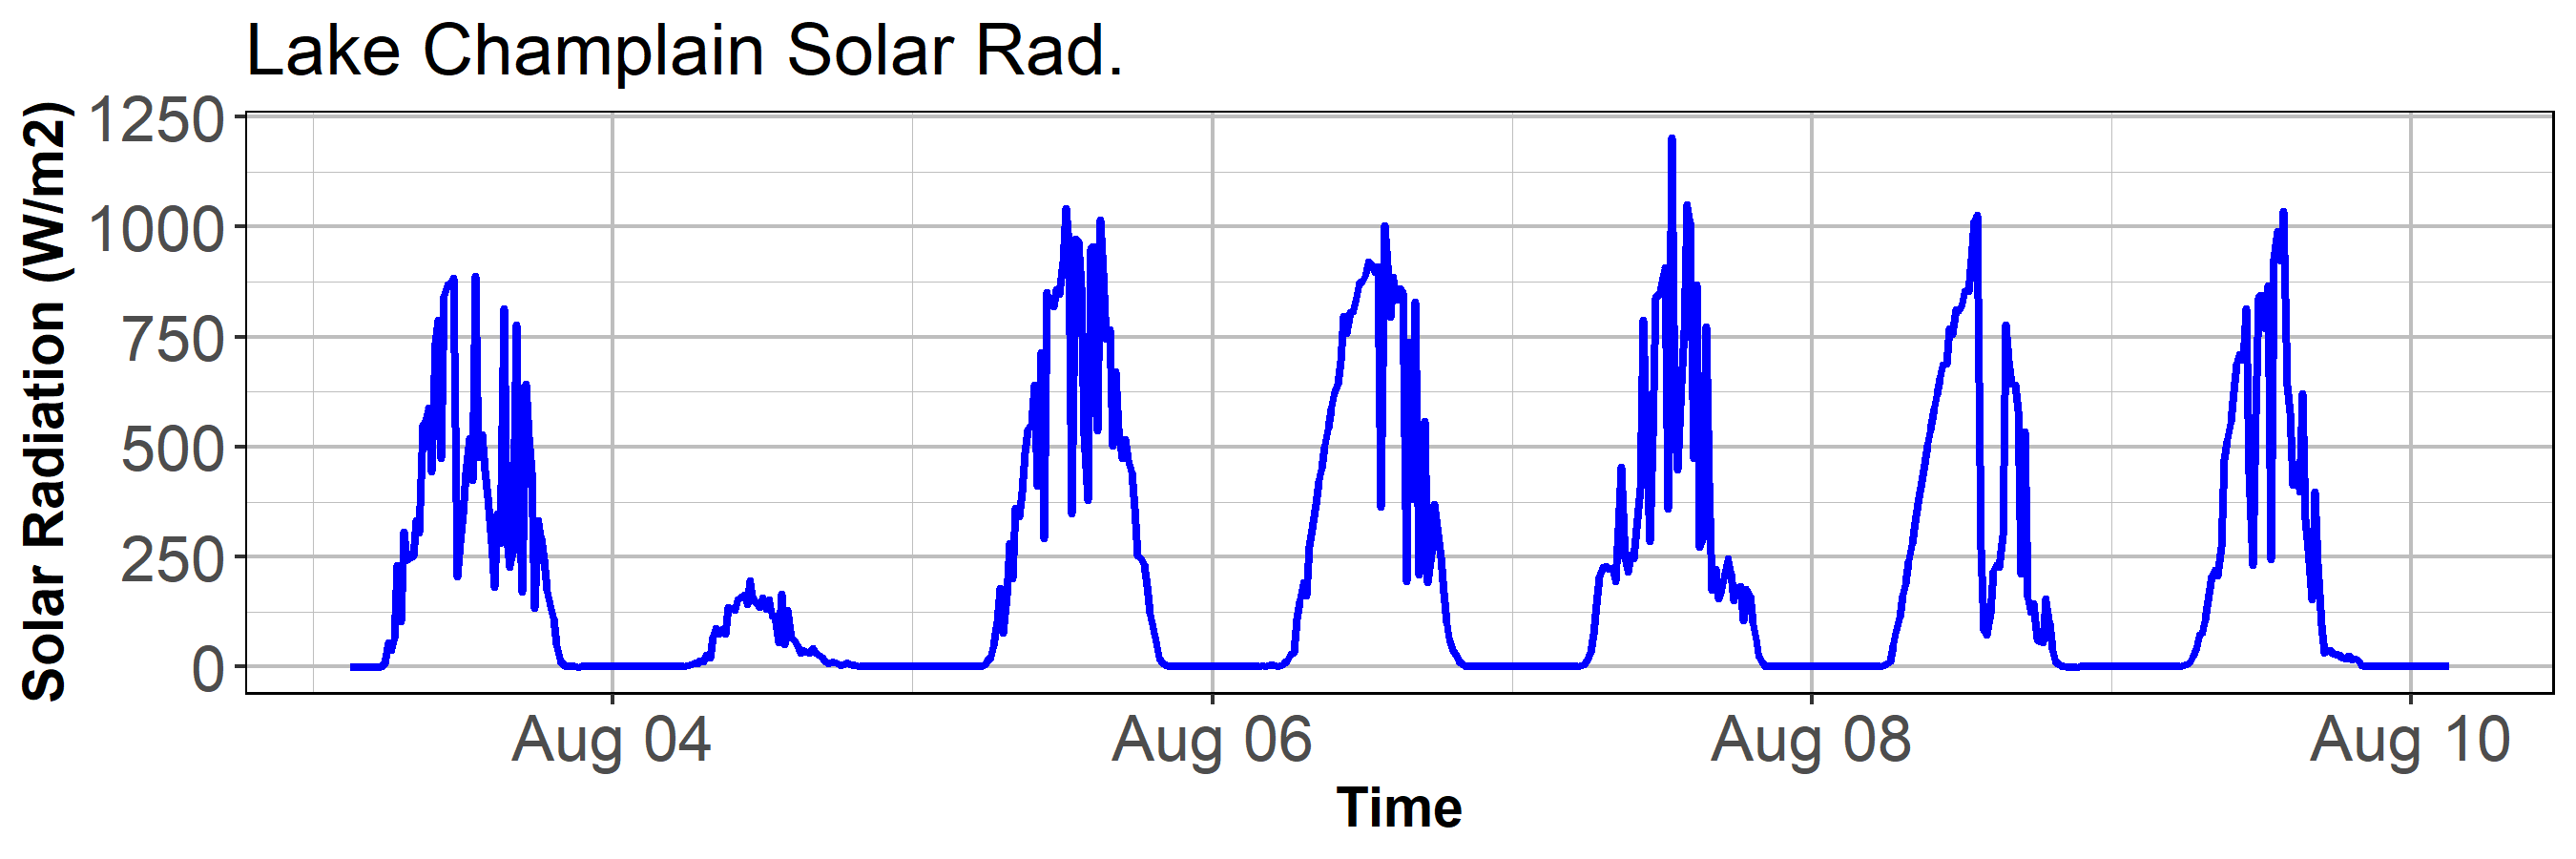 Lake Champlain Solar Rad.
Solar Radiation (W/m2)
1250
1000
750
500
250
0
Aug 04 Aug 06 Aug 08 Aug 10
Time